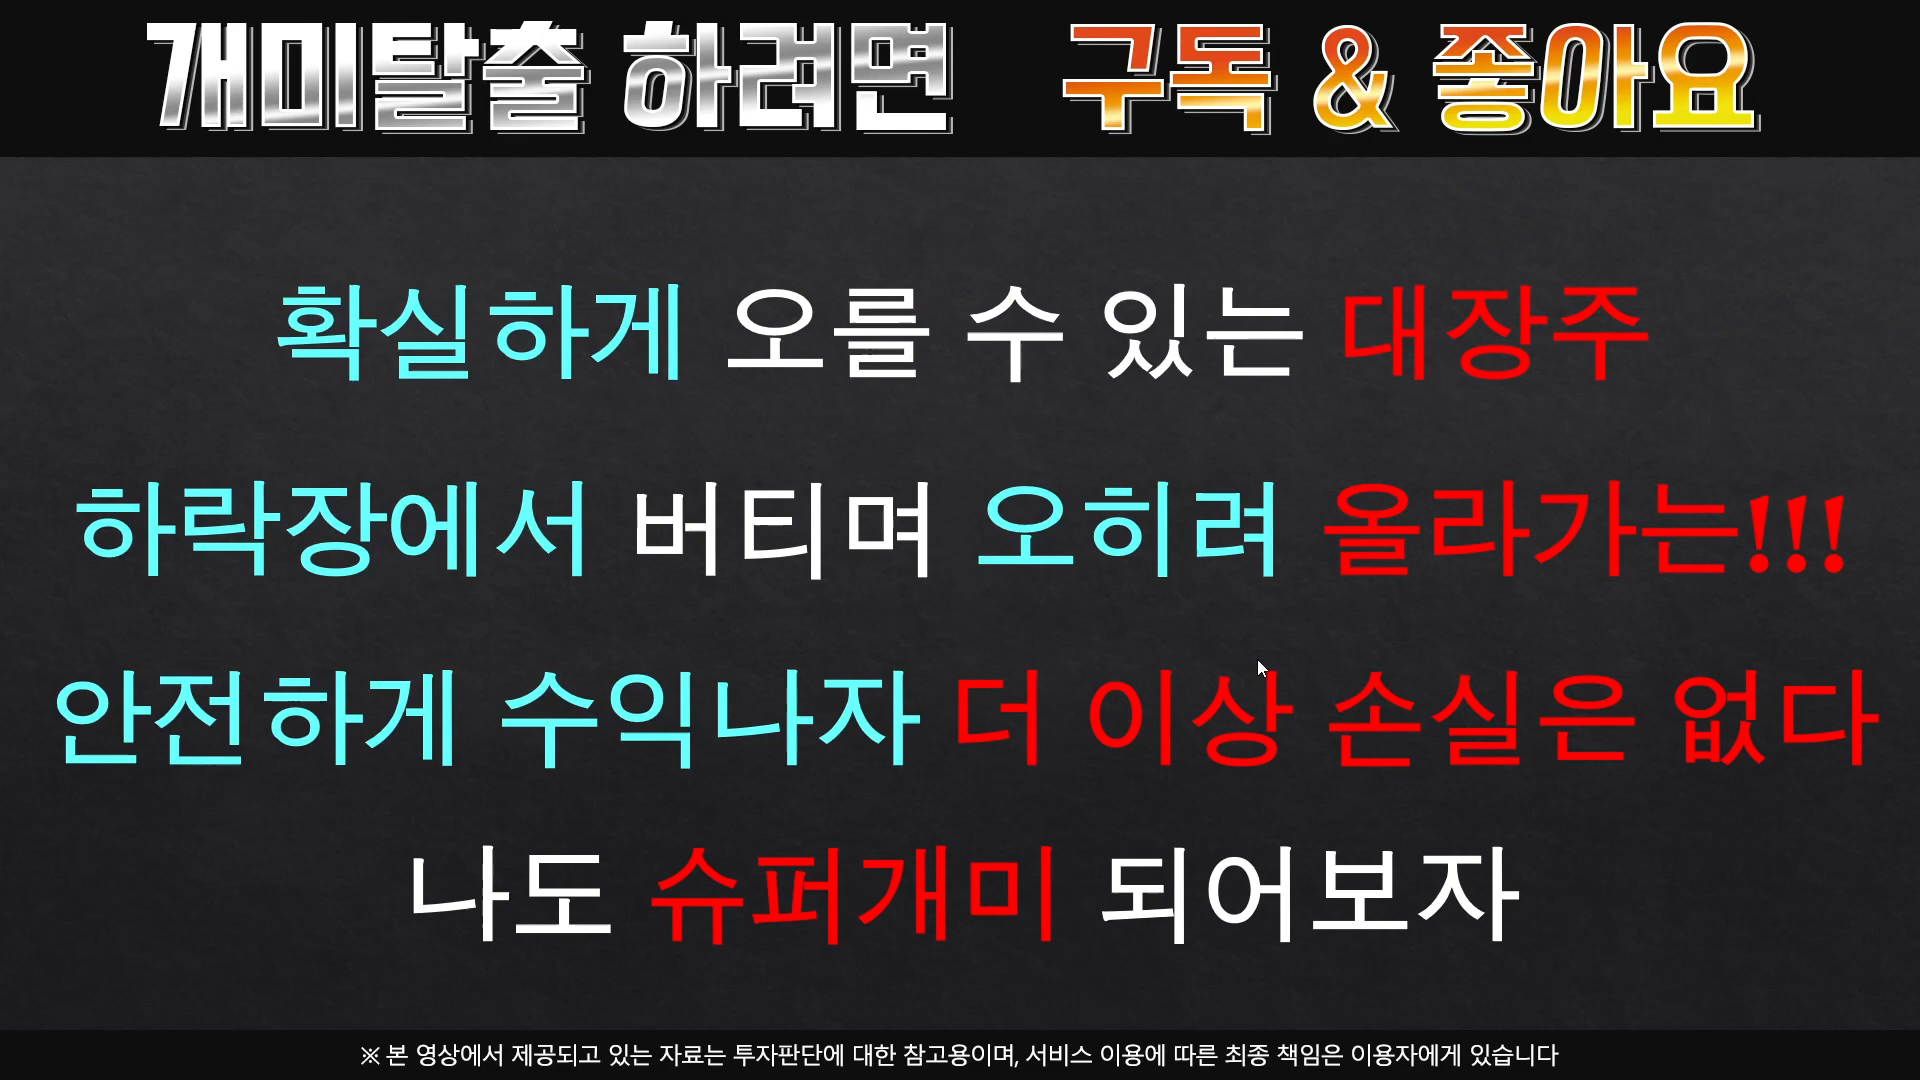 개미탈출 하려면 구독 & 좋아요
확실하게 오를 수 있는 대장주
하락장에서 버티며 오히려 올라가는!!!
안전하게 수익나자 더 이상 손실은 없다
나도 슈퍼개미 되어보자
※ 본 영상에서 제공되고 있는 자료는 투자판단에 대한 참고용이며, 서비스 이용에 따른 최종 책임은 이용자에게 있습니다